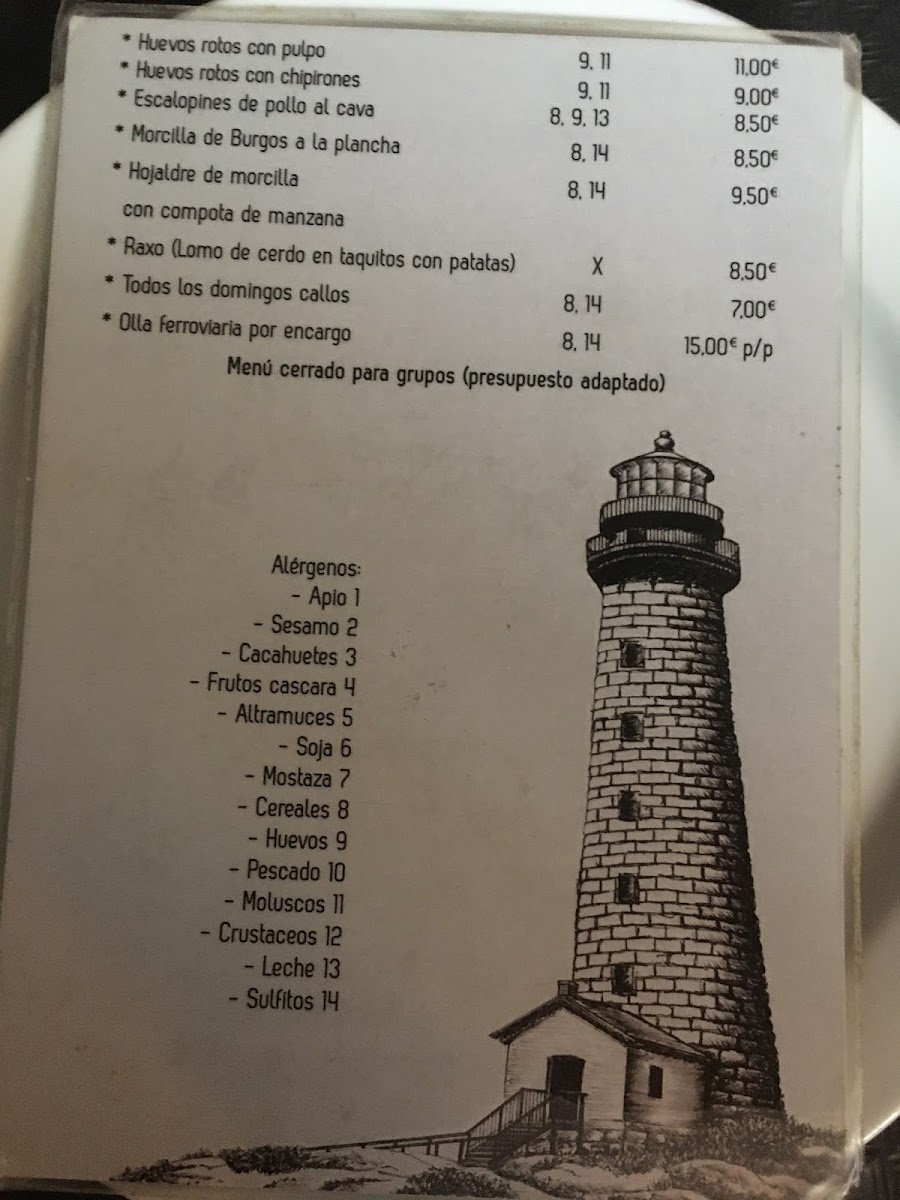 * Huevos rotos con pulpo 9, 11 11,00€
* Huevos rotos con chipirones 9, 11 9,00€
* Escalopines de pollo al cava 8, 9, 13 8,50€
* Morcilla de Burgos a la plancha 8, 14 8,50€
* Hojaldre de morcilla 8, 14 9,50€
con compota de manzana
* Raxo (Lomo de cerdo en taquitos con patatas) X 8,50€
* Todos los domingos callos 8, 14 7,00€
* Olla ferroviaria por encargo 8, 14 15,00€ p/p
Menú cerrado para grupos (presupuesto adaptado)
Alérgenos:
- Apio 1
- Sesamo 2
- Cacahuetes 3
- Frutos cascara 4
- Altramuces 5
- Soja 6
- Mostaza 7
- Cereales 8
- Huevos 9
- Pescado 10
- Moluscos 11
- Crustaceos 12
- Leche 13
- Sulfitos 14